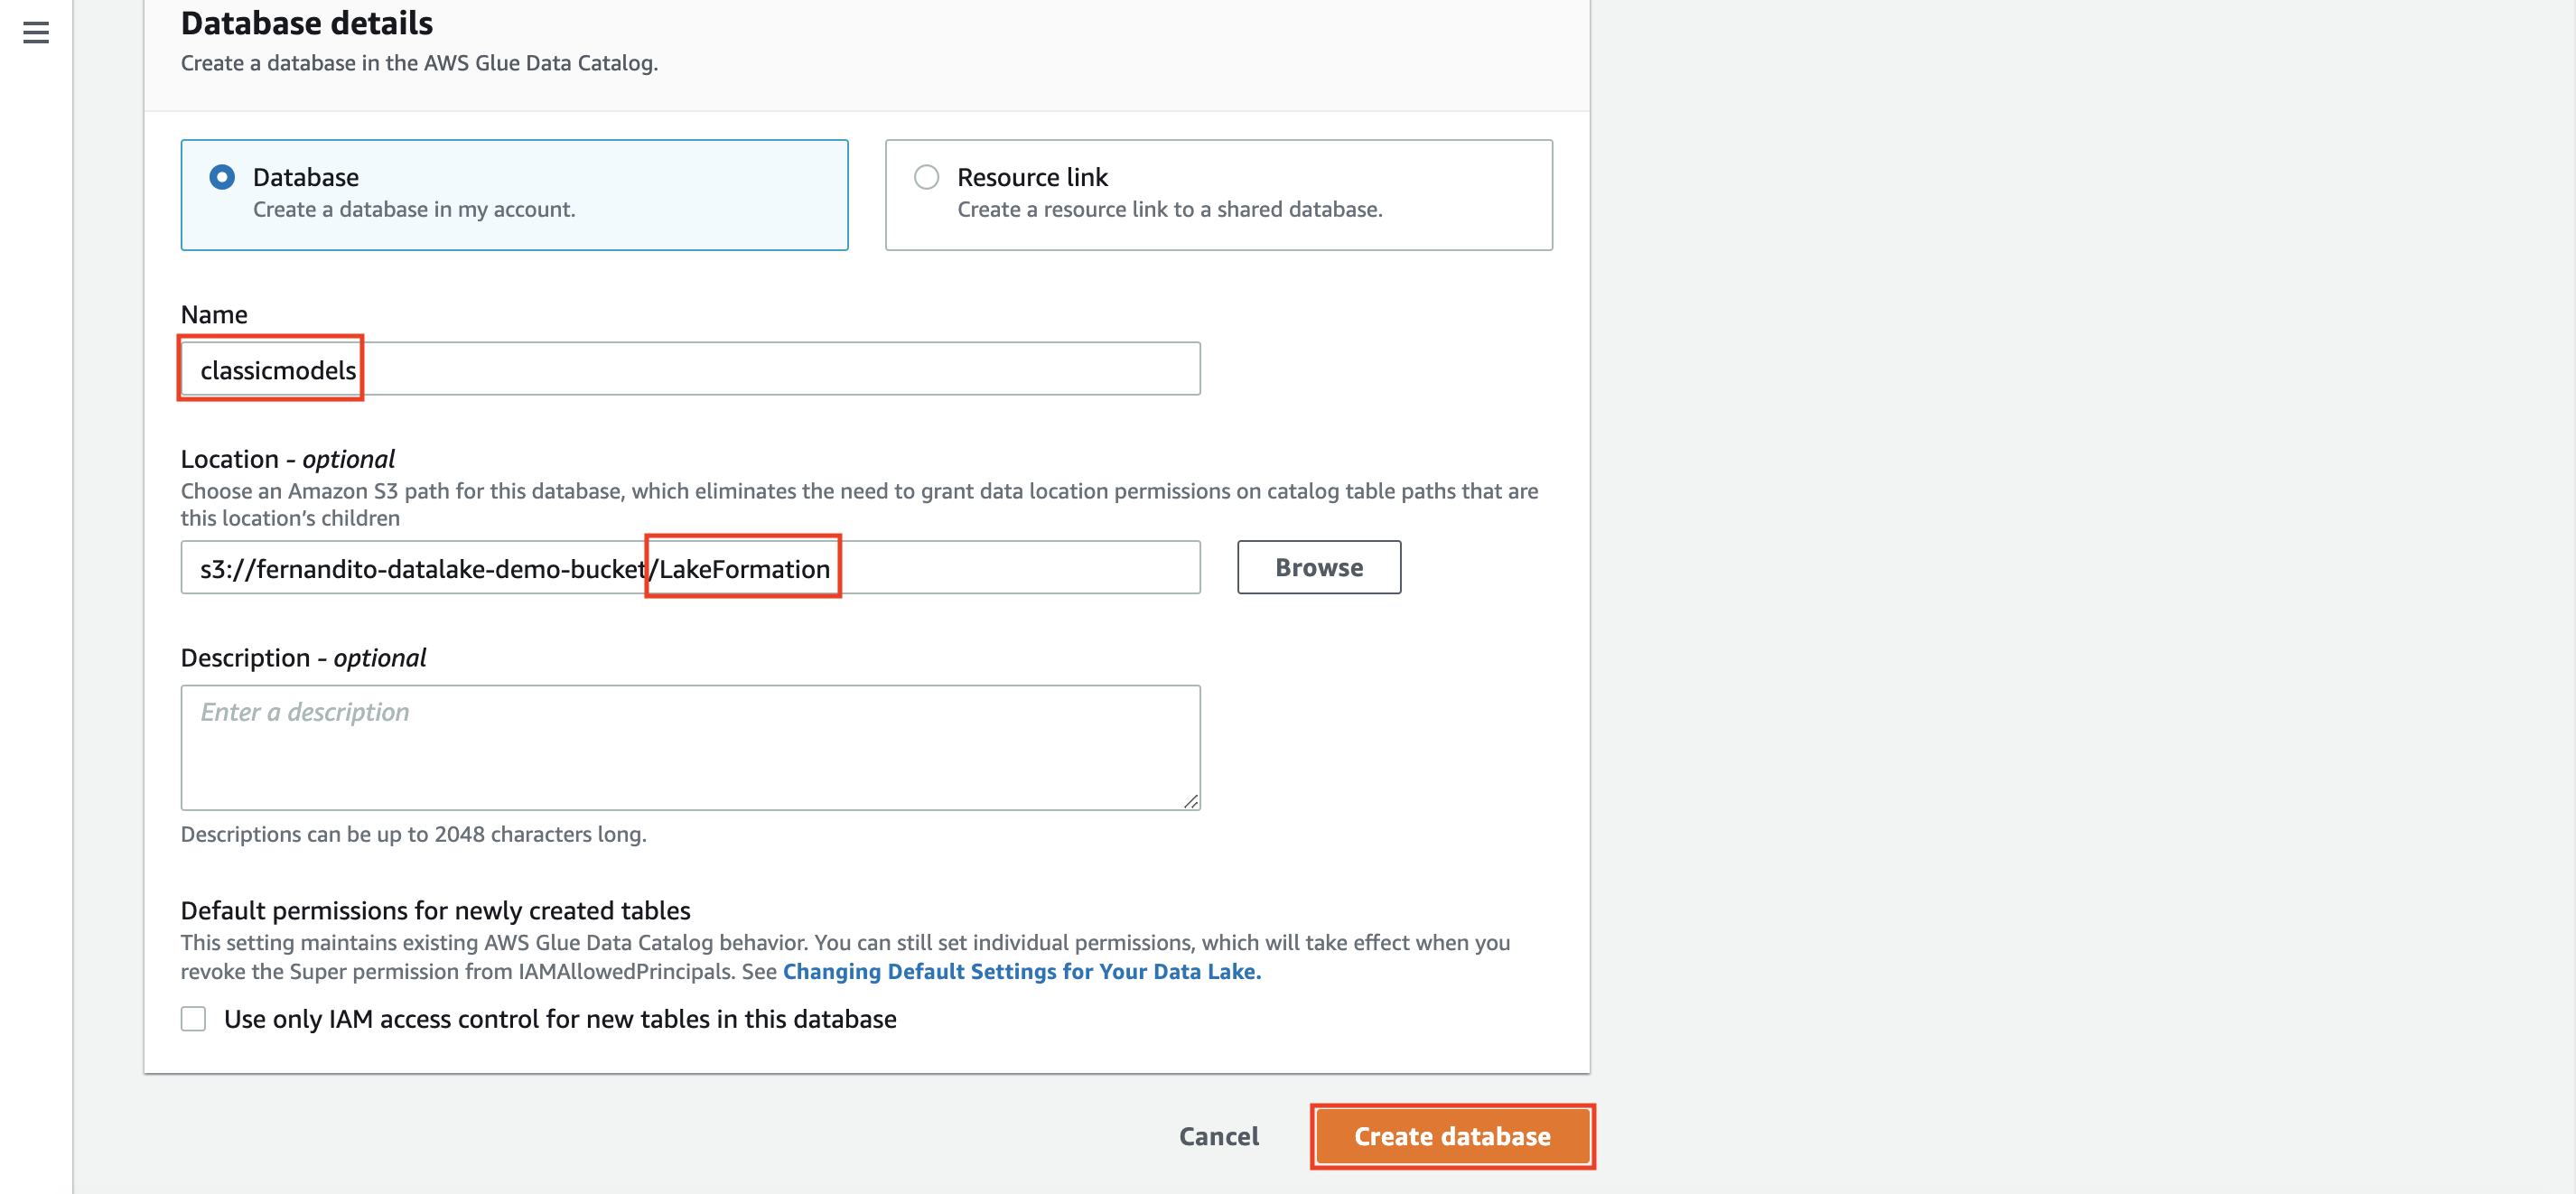 Database details
Create a database in the AWS Glue Data Catalog.
Database
Create a database in my account.
Resource link
Create a resource link to a shared database.
Name
classicmodels
Location - optional
Choose an Amazon S3 path for this database, which eliminates the need to grant data location permissions on catalog table paths that are
this location’s children
s3://fernandito-datalake-demo-bucket/LakeFormation
Browse
Description - optional
Enter a description
Descriptions can be up to 2048 characters long.
Default permissions for newly created tables
This setting maintains existing AWS Glue Data Catalog behavior. You can still set individual permissions, which will take effect when you
revoke the Super permission from IAMAllowedPrincipals. See Changing Default Settings for Your Data Lake.
Use only IAM access control for new tables in this database
Cancel
Create database